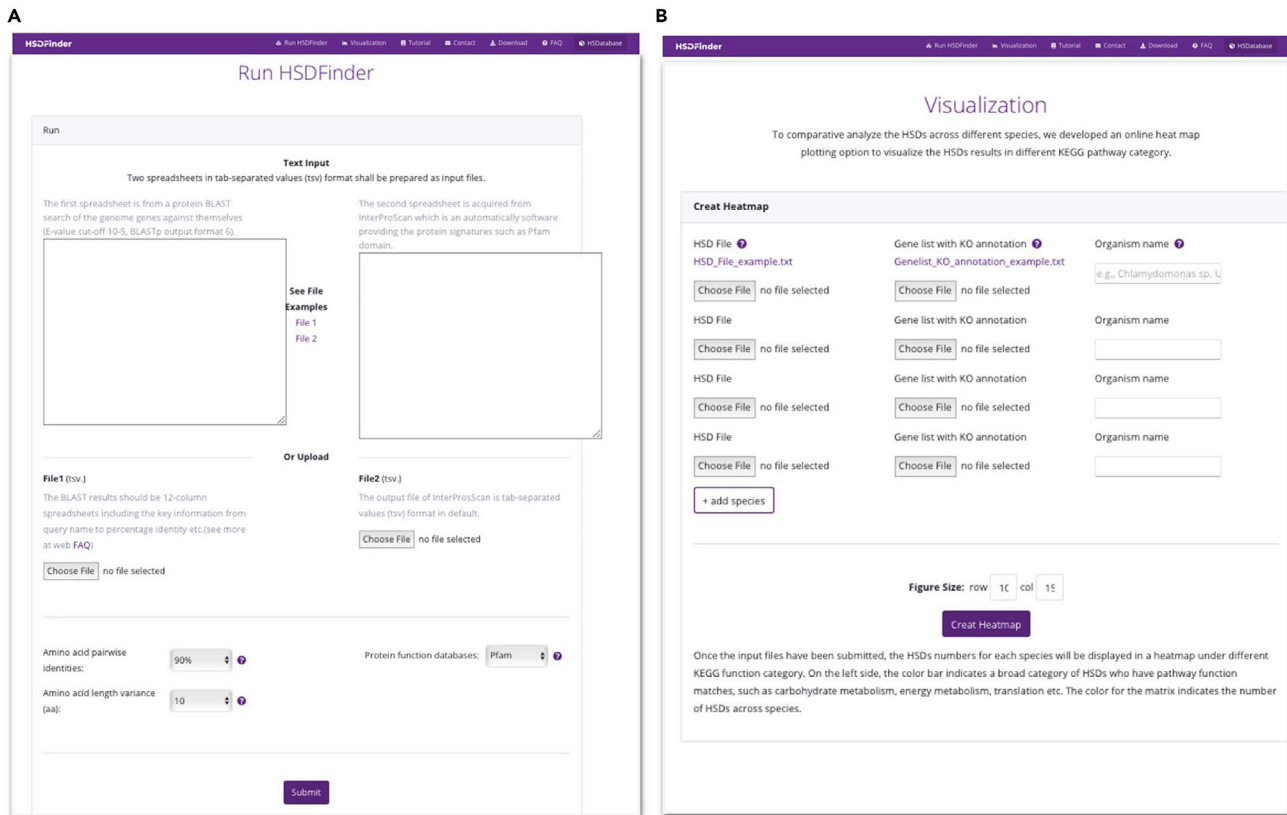 A
HSDFinder
Run HSDFinder Visualization Tutorial Contact Download FAQ HSDatabase
Run HSDFinder
Run
Text Input
Two spreadsheets in tab-separated values (tsv) format shall be prepared as input files.
The first spreadsheet is from a protein BLAST
search of the genome genes against themselves
(E-value cut-off 10-5, BLASTp output format 6).
The second spreadsheet is acquired from
InterProScan which is an automatically software
providing the protein signatures such as Pfam
domain.
See File
Examples
File 1
File 2
Or Upload
File1 (tsv.)
The BLAST results should be 12-column
spreadsheets including the key information from
query name to percentage identity etc.(see more
at web FAQ)
Choose File no file selected
File2 (tsv.)
The output file of InterProsScan is tab-separated
values (tsv) format in default.
Choose File no file selected
Amino acid pairwise
identities:
90%
Protein function databases: Pfam
Amino acid length variance
(aa):
10
Submit
B
HSDFinder
Run HSDFinder Visualization Tutorial Contact Download FAQ HSDatabase
Visualization
To comparative analyze the HSDs across different species, we developed an online heat map
plotting option to visualize the HSDs results in different KEGG pathway category.
Creat Heatmap
HSD File Gene list with KO annotation Organism name
HSD_File_example.txt Genelist_KO_annotation_example.txt
e.g., Chlamydomonas sp. U
Choose File no file selected Choose File no file selected
HSD File Gene list with KO annotation Organism name
Choose File no file selected Choose File no file selected
HSD File Gene list with KO annotation Organism name
Choose File no file selected Choose File no file selected
HSD File Gene list with KO annotation Organism name
Choose File no file selected Choose File no file selected
+ add species
Figure Size: row 10 col 15
Creat Heatmap
Once the input files have been submitted, the HSDs numbers for each species will be displayed in a heatmap under different
KEGG function category. On the left side, the color bar indicates a broad category of HSDs who have pathway function
matches, such as carbohydrate metabolism, energy metabolism, translation etc. The color for the matrix indicates the number
of HSDs across species.